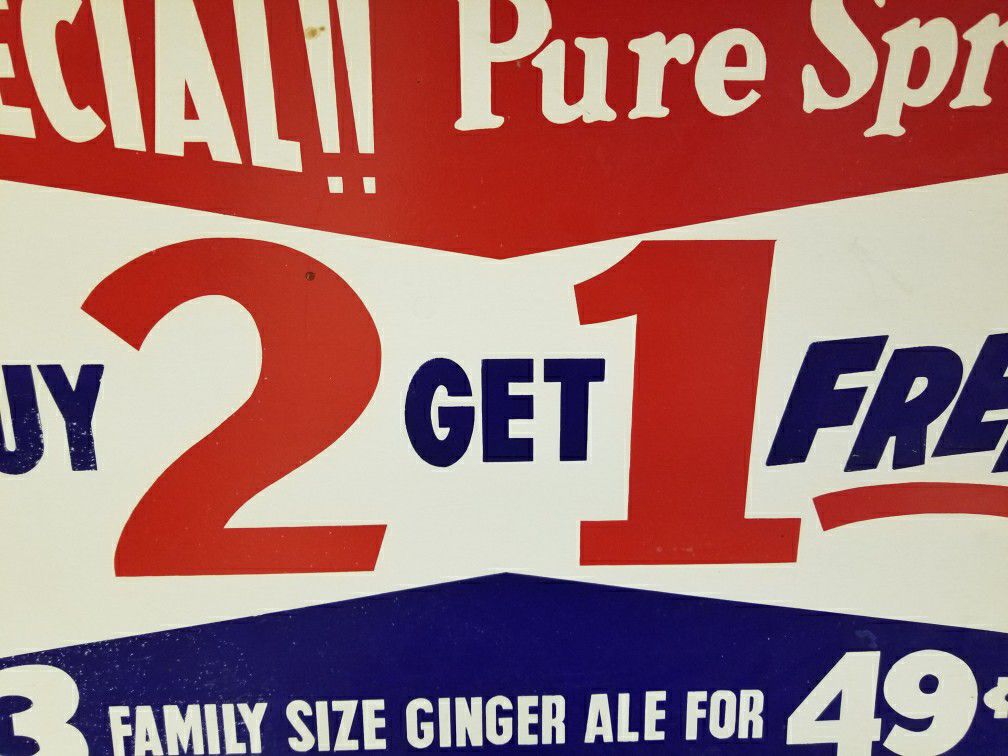 ECIAL!! Pure Spr
UY 2 GET 1 FRE
3 FAMILY SIZE GINGER ALE FOR 49¢